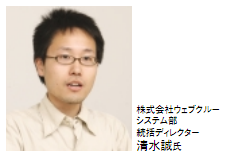 株式会社ウェブクルー
システム部
統括ディレクター
清水誠氏